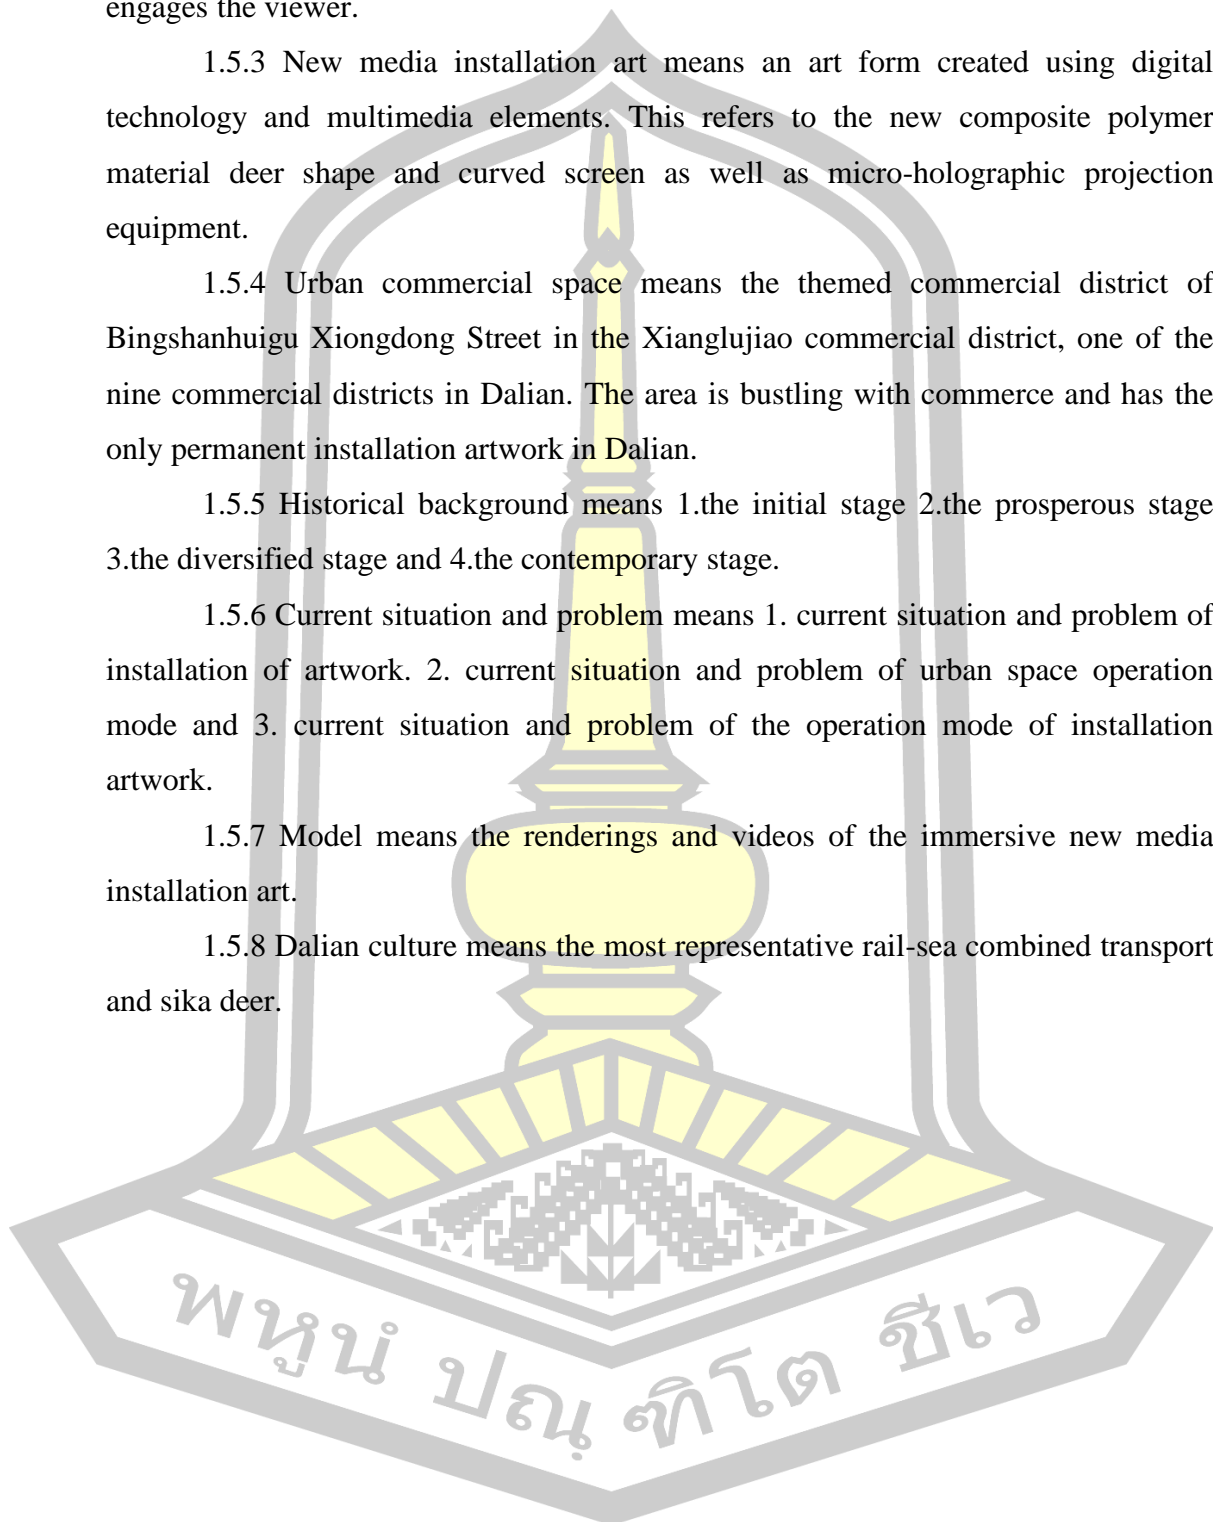 engages the viewer.
1.5.3 New media installation art means an art form created using digital
technology and multimedia elements. This refers to the new composite polymer
material deer shape and curved screen as well as micro-holographic projection
equipment.
1.5.4 Urban commercial space means the themed commercial district of
Bingshanhuigu Xiongdong Street in the Xianglujiao commercial district, one of the
nine commercial districts in Dalian. The area is bustling with commerce and has the
only permanent installation artwork in Dalian.
1.5.5 Historical background means 1.the initial stage 2.the prosperous stage
3.the diversified stage and 4.the contemporary stage.
1.5.6 Current situation and problem means 1. current situation and problem of
installation of artwork. 2. current situation and problem of urban space operation
mode and 3. current situation and problem of the operation mode of installation
artwork.
1.5.7 Model means the renderings and videos of the immersive new media
installation art.
1.5.8 Dalian culture means the most representative rail-sea combined transport
and sika deer.
พหูนํ ปณฺ ฑิโต ชีเว